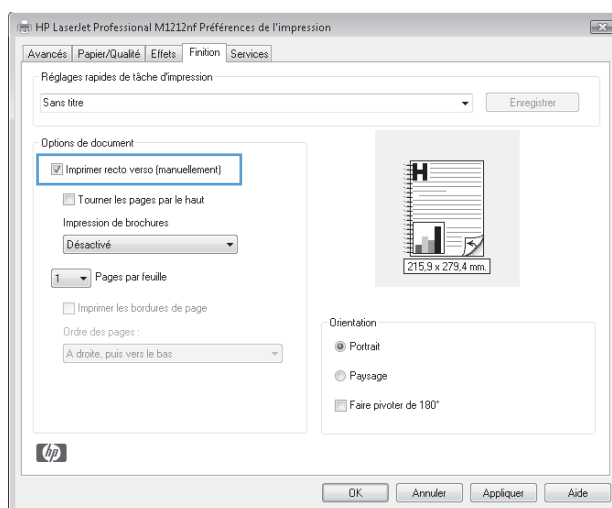 HP LaserJet Professional M1212nf Préférences de l'impression
Avancés Papier/Qualité Effets Finition Services
Réglages rapides de tâche d'impression
Sans titre Enregistrer
Options de document
Imprimer recto verso (manuellement)
Tourner les pages par le haut
Impression de brochures
Désactivé
1 Pages par feuille
Imprimer les bordures de page
Ordre des pages :
A droite, puis vers le bas
H
215,9 x 279,4 mm.
Orientation
Portrait
Paysage
Faire pivoter de 180°
hp
OK Annuler Appliquer Aide